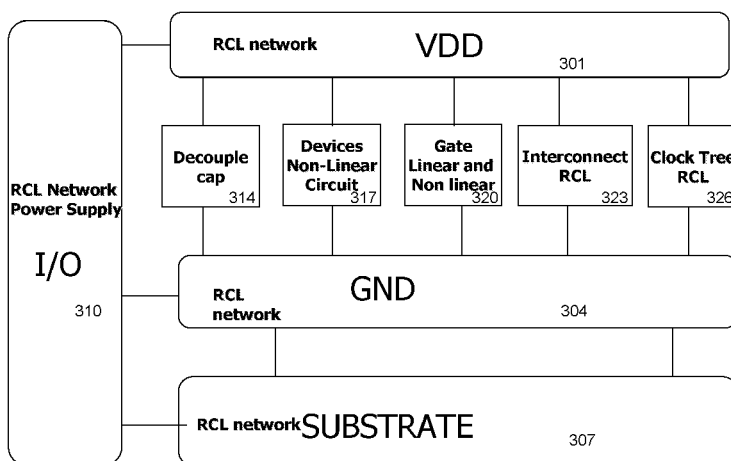 RCL network VDD
301
Decouple
cap
314
Devices
Non-Linear
Circuit
317
Gate
Linear and
Non linear
320
Interconnect
RCL
323
Clock Tree
RCL
326
RCL Network
Power Supply
I/O
310
GND
RCL
network
304
RCL network SUBSTRATE
307